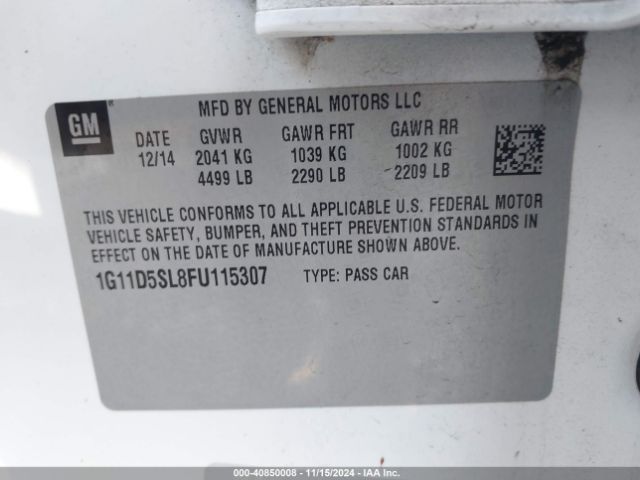 GM
MFD BY GENERAL MOTORS LLC
DATE GVWR GAWR FRT GAWR RR
12/14 2041 KG 1039 KG 1002 KG
4499 LB 2290 LB 2209 LB
THIS VEHICLE CONFORMS TO ALL APPLICABLE U.S. FEDERAL MOTOR
VEHICLE SAFETY, BUMPER, AND THEFT PREVENTION STANDARDS IN
EFFECT ON THE DATE OF MANUFACTURE SHOWN ABOVE.
1G11D5SL8FU115307 TYPE: PASS CAR
000-40850008 - 11/15/2024 - IAA Inc.